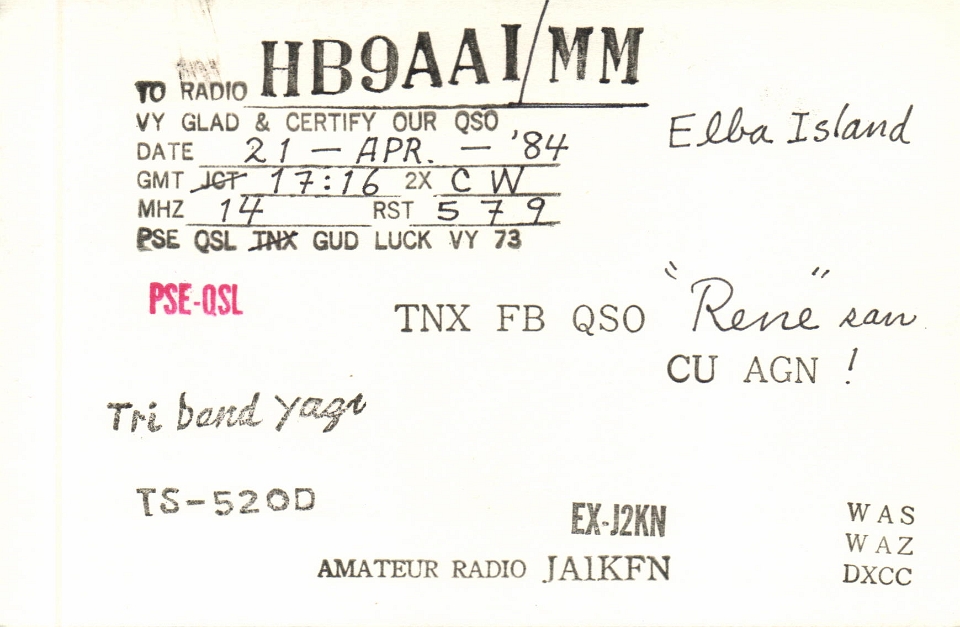 HB9AAI/MM
TO RADIO
VY GLAD & CERTIFY OUR QSO
Elba Island
DATE 21 - APR. - '84
GMT JCT 17:16 2X CW
MHZ 14 RST 579
PSE QSL TNX GUD LUCK VY 73
PSE-QSL
TNX FB QSO "Rene" san
CU AGN !
Tri band Yagi
TS-520D
EX-J2KN
AMATEUR RADIO JA1KFN
WAS
WAZ
DXCC